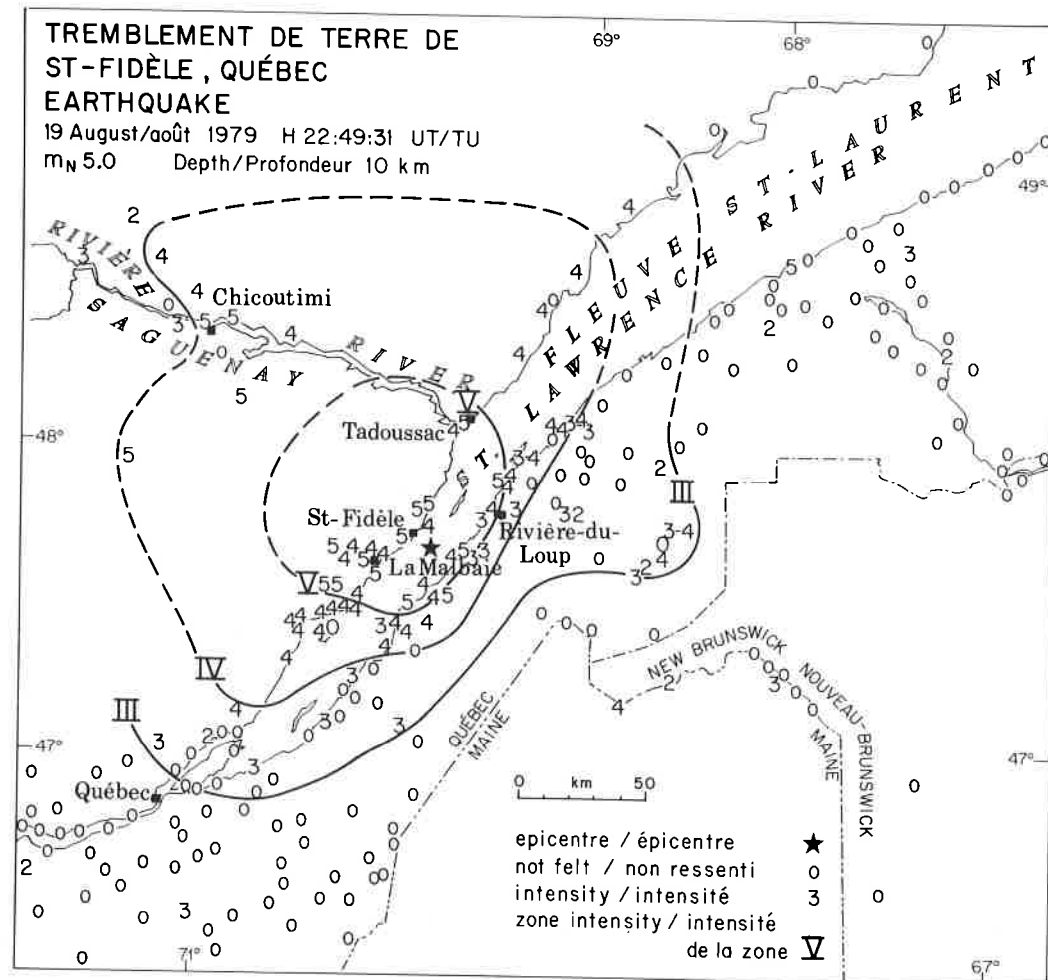 TREMBLEMENT DE TERRE DE
ST-FIDÈLE, QUÉBEC
EARTHQUAKE
19 August/août 1979 H 22:49:31 UT/TU
mN 5.0 Depth/Profondeur 10 km
69°
68°
49°
FLEUVE ST-LAURENT
ST. LAWRENCE RIVER
RIVIÈRE
SAGUENAY
RIVER
Chicoutimi
Tadoussac
48°
V
III
St-Fidèle
Rivière-du-
Loup
La Malbaie
V
IV
III
NEW BRUNSWICK NOUVEAU-BRUNSWICK
QUÉBEC
MAINE
MAINE
47°
47°
Québec
0 km 50
epicentre / épicentre ★
not felt / non ressenti 0
intensity / intensité 3
zone intensity / intensité
de la zone V
71°
67°